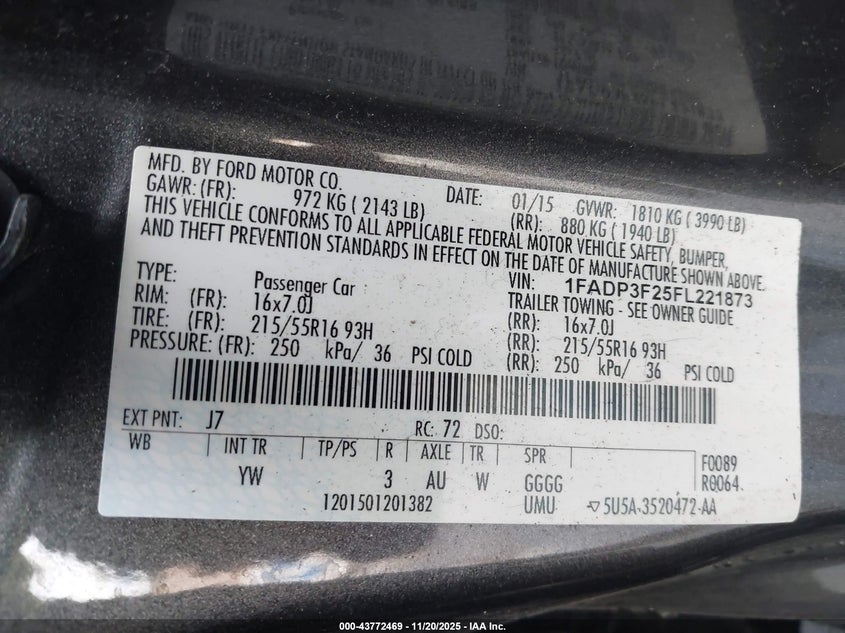 MFD. BY FORD MOTOR CO. DATE: 01/15 GVWR: 1810 KG ( 3990 LB)
GAWR: (FR): 972 KG ( 2143 LB) (RR): 880 KG ( 1940 LB)
THIS VEHICLE CONFORMS TO ALL APPLICABLE FEDERAL MOTOR VEHICLE SAFETY, BUMPER,
AND THEFT PREVENTION STANDARDS IN EFFECT ON THE DATE OF MANUFACTURE SHOWN ABOVE.
VIN: 1FADP3F25FL221873
TYPE: Passenger Car TRAILER TOWING - SEE OWNER GUIDE
RIM: (FR): 16x7.0J (RR): 16x7.0J
TIRE: (FR): 215/55R16 93H (RR): 215/55R16 93H
PRESSURE: (FR): 250 kPa/ 36 PSI COLD (RR): 250 kPa/ 36 PSI COLD
EXT PNT: J7 RC: 72 DSO:
WB INT TR TP/PS R AXLE TR SPR F0089
YW 3 AU W GGGG R0064
1201501201382 UMU ▽5U5A-3520472-AA
000-43772469 - 11/20/2025 - IAA Inc.